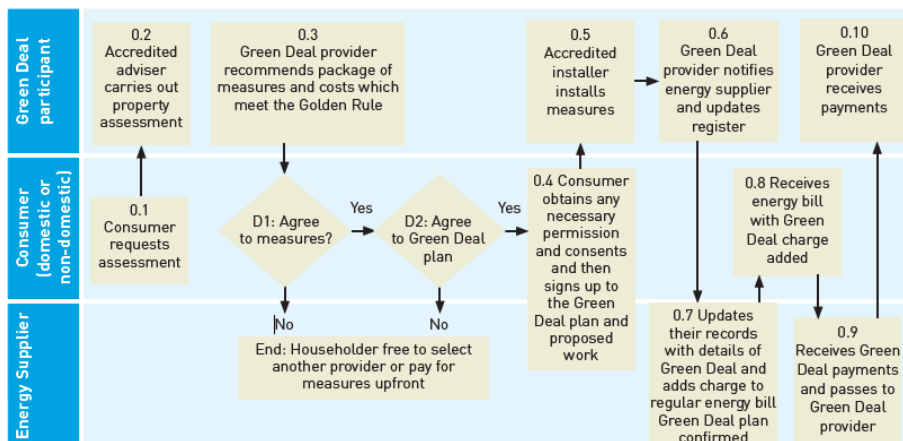 Green Deal
participant
0.2
Accredited
adviser
carries out
property
assessment
0.3
Green Deal provider
recommends package of
measures and costs which
meet the Golden Rule
0.5
Accredited
installer
installs
measures
0.6
Green Deal
provider notifies
energy supplier
and updates
register
0.10
Green Deal
provider
receives
payments
Consumer
(domestic or
non-domestic)
0.1
Consumer
requests
assessment
D1: Agree
to measures?
Yes
No
D2: Agree
to Green Deal
plan
Yes
No
0.4 Consumer
obtains any
necessary
permission
and consents
and then
signs up to
the Green
Deal plan and
proposed
work
0.8 Receives
energy bill
with Green
Deal charge
added
Energy Supplier
End: Householder free to select
another provider or pay for
measures upfront
0.7 Updates
their records
with details of
Green Deal and
adds charge to
regular energy bill
Green Deal plan
confirmed
0.9
Receives Green
Deal payments
and passes to
Green Deal
provider